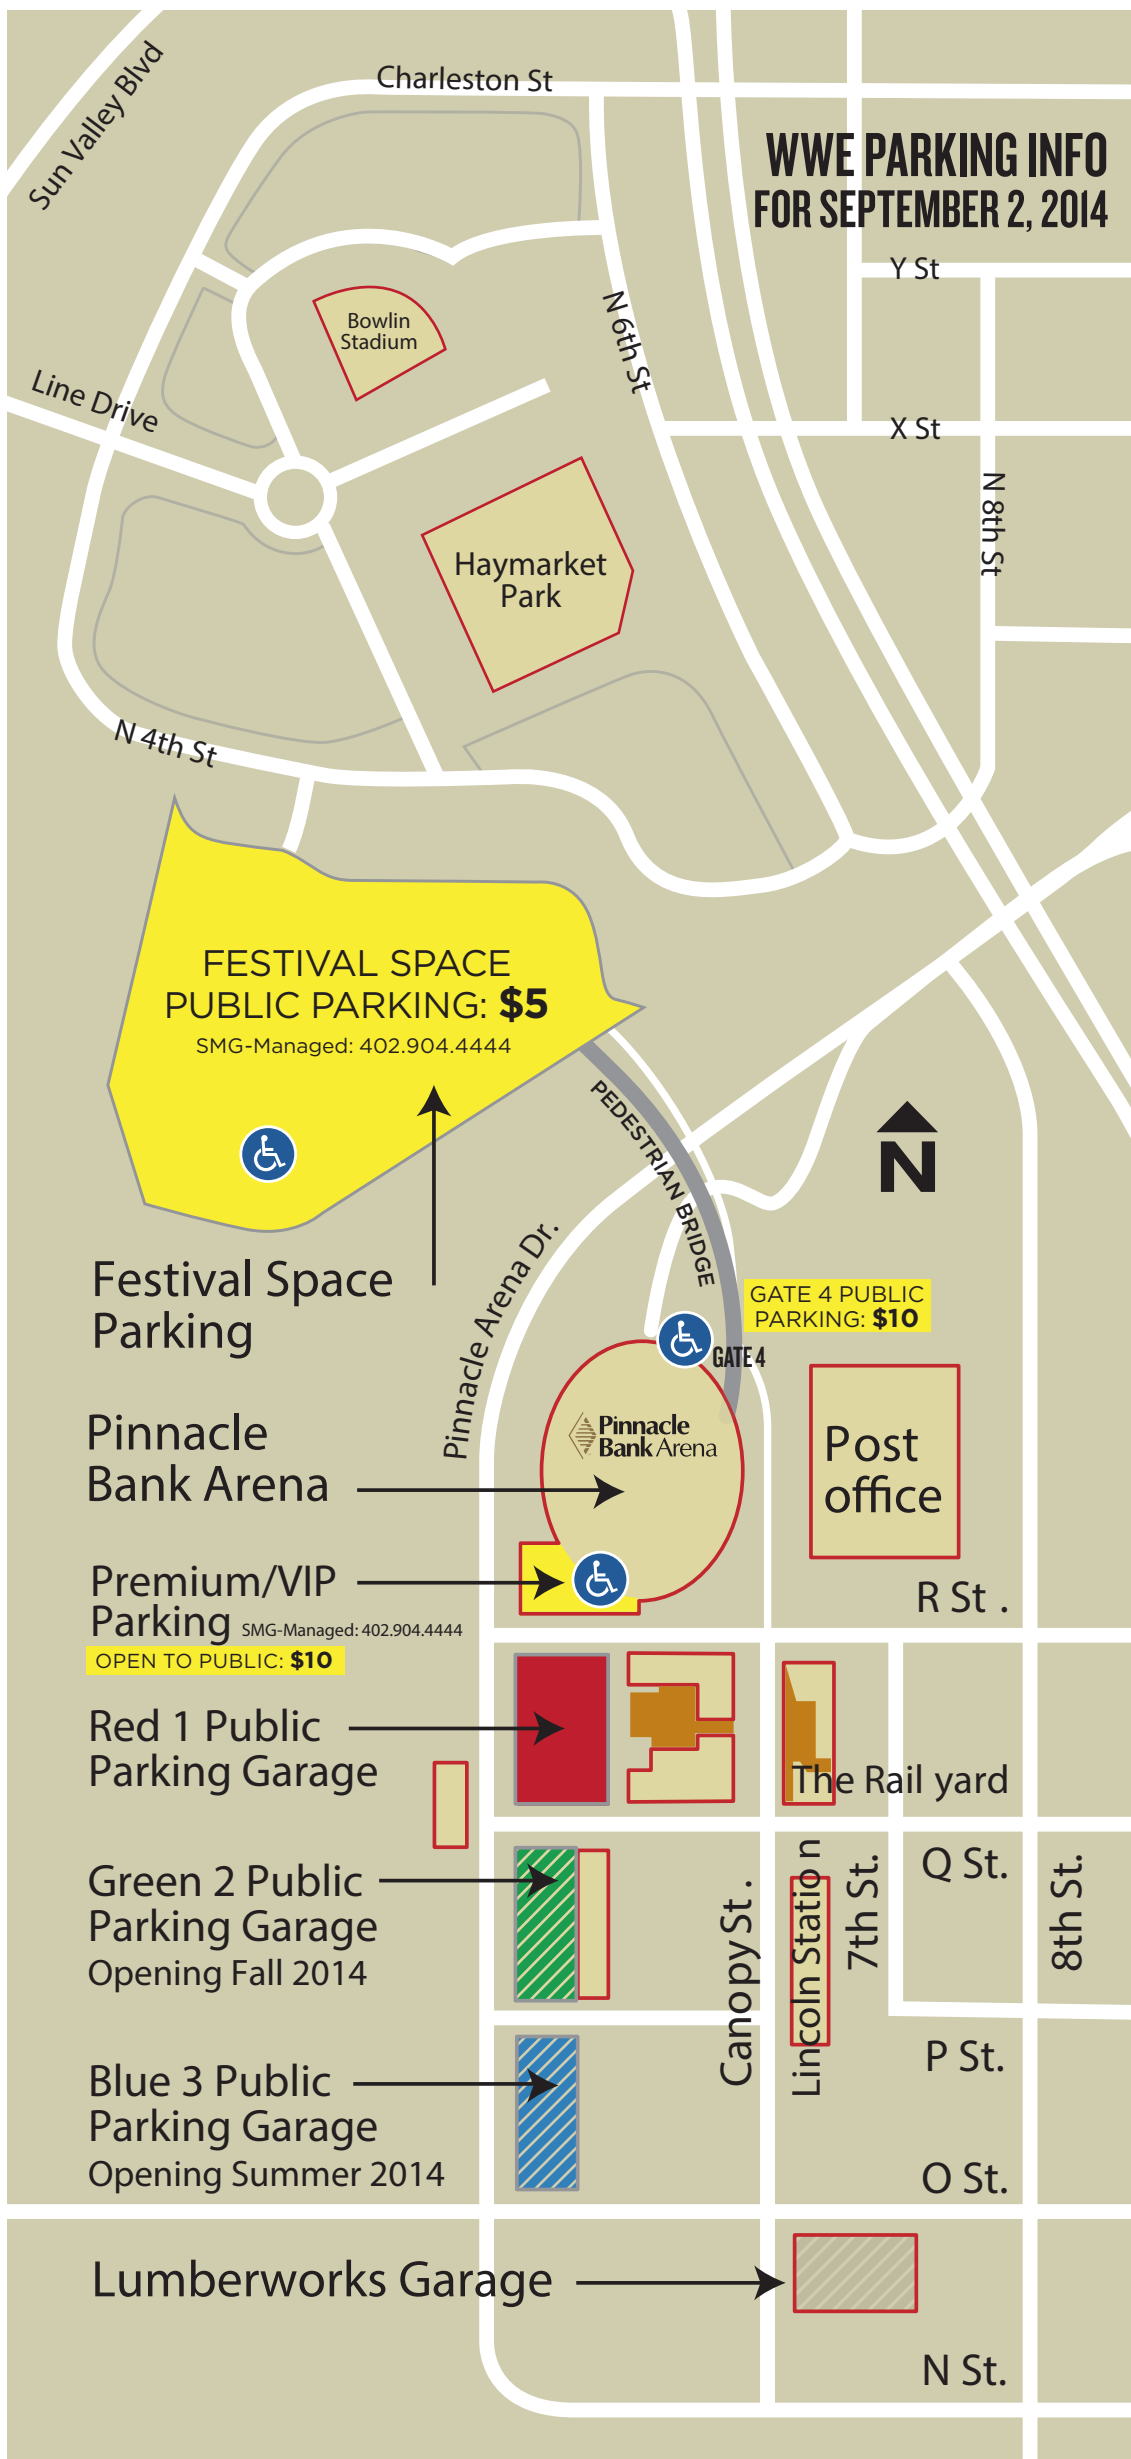 Sun Valley Blvd
Charleston St
WWE PARKING INFO
FOR SEPTEMBER 2, 2014
Y St
Bowlin
Stadium
N 6th St
Line Drive
X St
N 8th St
Haymarket
Park
N 4th St
FESTIVAL SPACE
PUBLIC PARKING: $5
SMG-Managed: 402.904.4444
PEDESTRIAN BRIDGE
N
Festival Space
Parking
Pinnacle Arena Dr.
GATE 4 PUBLIC
PARKING: $10
GATE 4
Pinnacle
Bank Arena
Pinnacle
Bank Arena
Post
office
Premium/VIP
Parking SMG-Managed: 402.904.4444
OPEN TO PUBLIC: $10
R St .
Red 1 Public
Parking Garage
The Rail yard
Green 2 Public
Parking Garage
Opening Fall 2014
Canopy St .
Lincoln Statio n
7th St.
Q St.
8th St.
Blue 3 Public
Parking Garage
Opening Summer 2014
P St.
O St.
Lumberworks Garage
N St.